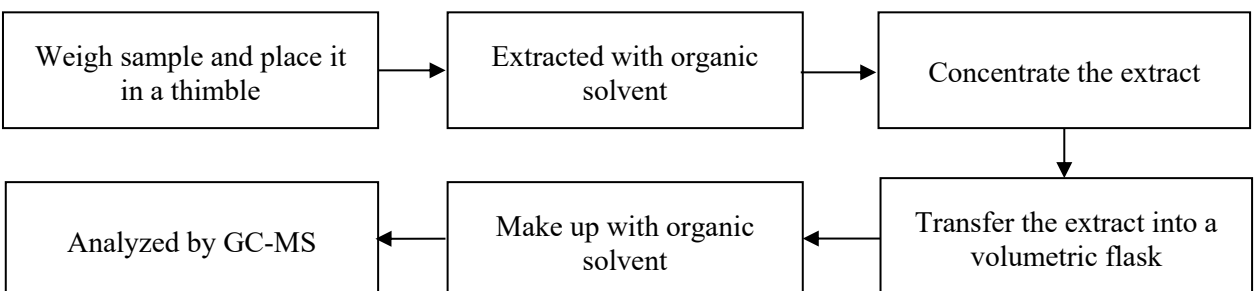 Weigh sample and place it
in a thimble
Extracted with organic
solvent
Concentrate the extract
Transfer the extract into a
volumetric flask
Make up with organic
solvent
Analyzed by GC-MS